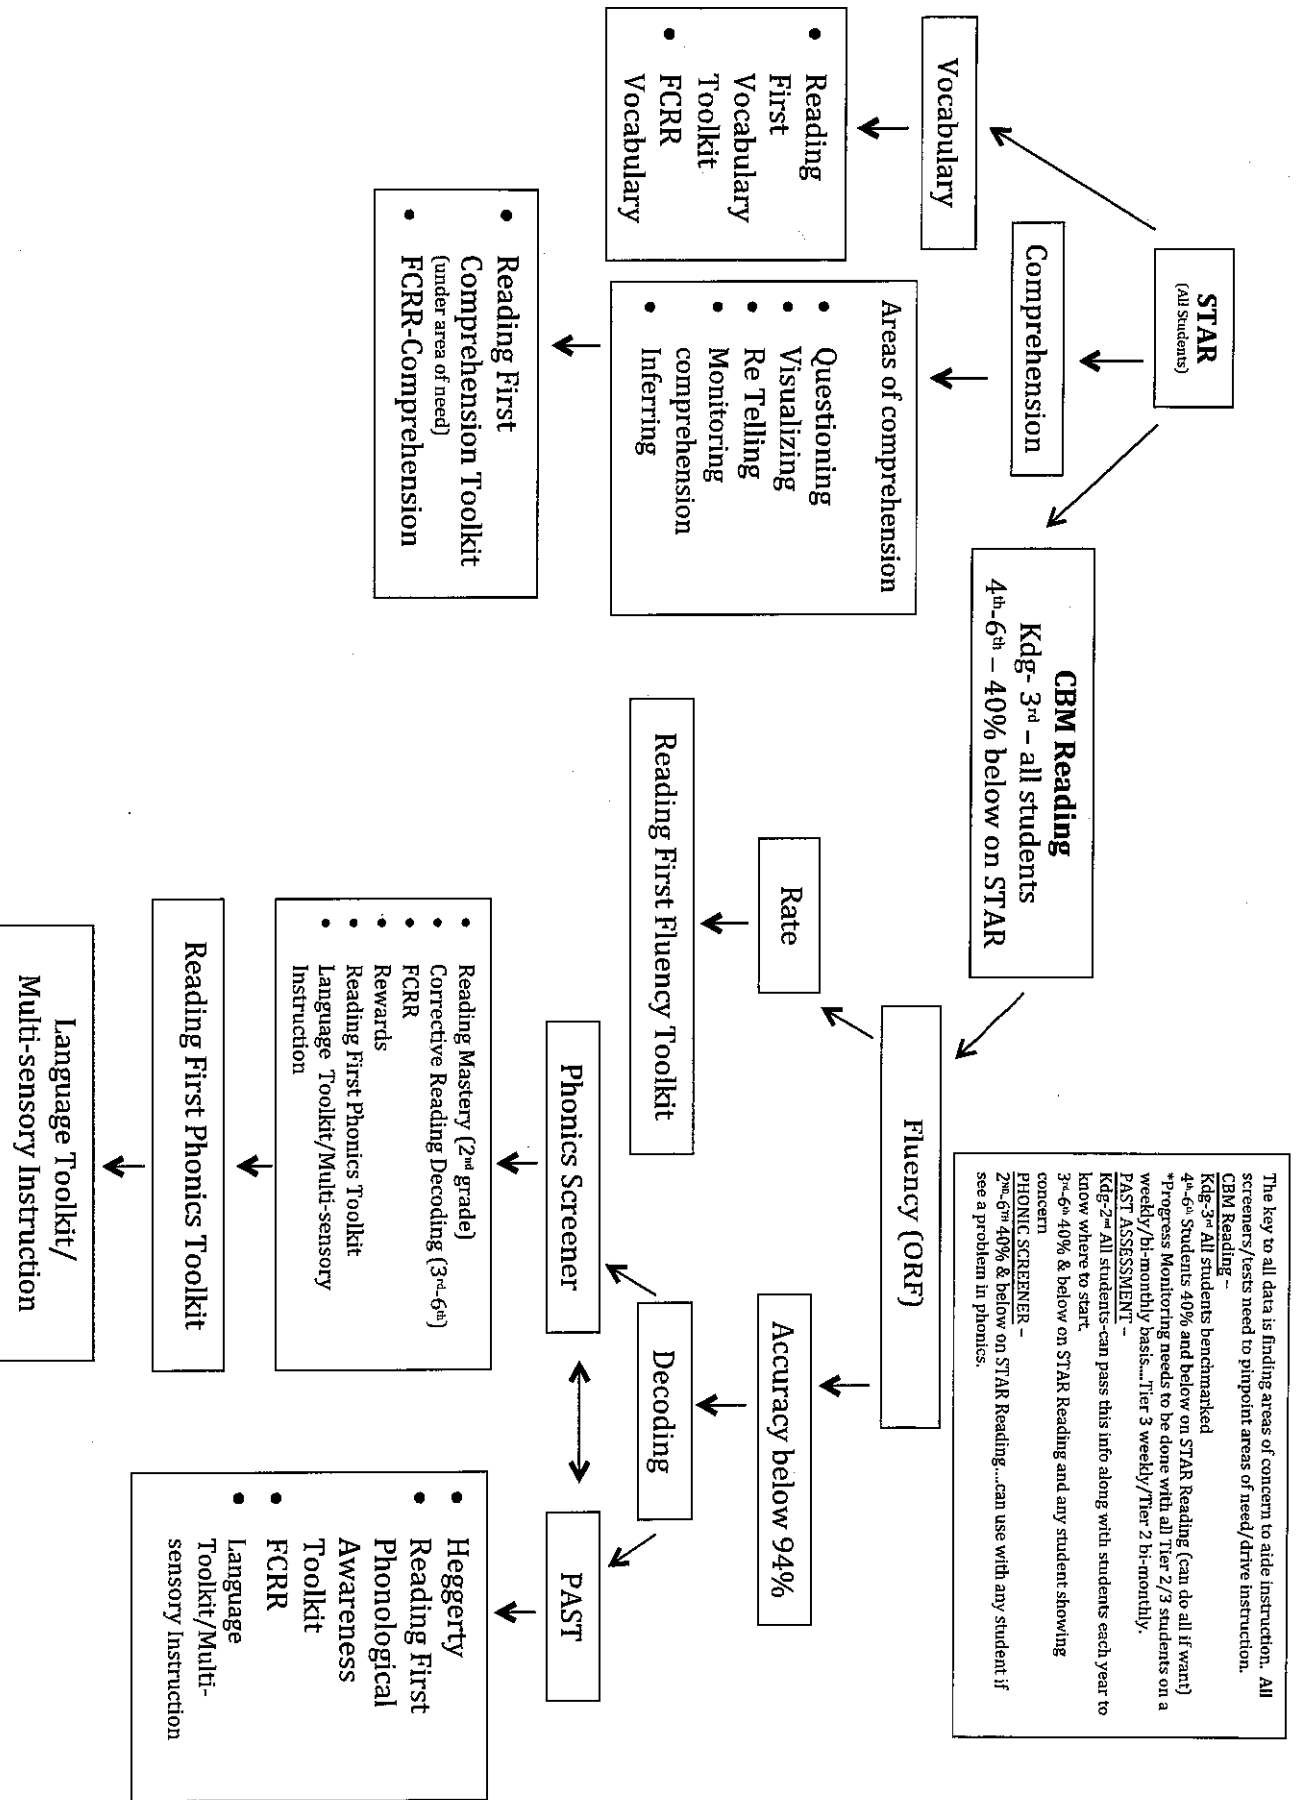 STAR
(All Students)
Vocabulary
Comprehension
CBM Reading
Kdg- 3rd – all students
4th-6th – 40% below on STAR
• Reading
First
Vocabulary
Toolkit
• FCRR
Vocabulary
Areas of comprehension
• Questioning
• Visualizing
• Re Telling
• Monitoring
comprehension
• Inferring
• Reading First
Comprehension Toolkit
(under area of need)
• FCRR-Comprehension
The key to all data is finding areas of concern to aide instruction. All
screeners/tests need to pinpoint areas of need/drive instruction.
CBM Reading –
Kdg-3rd All students benchmarked
4th-6th Students 40% and below on STAR Reading (can do all if want)
*Progress Monitoring needs to be done with all Tier 2/3 students on a
weekly/bi-monthly basis....Tier 3 weekly/Tier 2 bi-monthly.
PAST ASSESSMENT –
Kdg-2nd All students-can pass this info along with students each year to
know where to start.
3rd-6th 40% & below on STAR Reading and any student showing
concern
PHONIC SCREENER –
2ND-6TH 40% & below on STAR Reading....can use with any student if
see a problem in phonics.
Fluency (ORF)
Rate
Accuracy below 94%
Reading First Fluency Toolkit
Decoding
Phonics Screener
PAST
• Reading Mastery (2nd grade)
• Corrective Reading Decoding (3rd-6th)
• FCRR
• Rewards
• Reading First Phonics Toolkit
• Language Toolkit/Multi-sensory
Instruction
• Heggerty
• Reading First
Phonological
Awareness
Toolkit
• FCRR
• Language
Toolkit/Multi-
sensory Instruction
Reading First Phonics Toolkit
Language Toolkit/
Multi-sensory Instruction